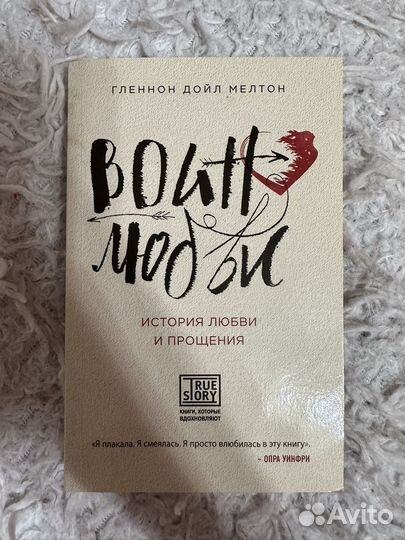 ГЛЕННОН ДОЙЛ МЕЛТОН
ВОИН
ЛЮБВИ
ИСТОРИЯ ЛЮБВИ
И ПРОЩЕНИЯ
TRUE
STORY
КНИГИ, КОТОРЫЕ
ВДОХНОВЛЯЮТ
«Я плакала. Я смеялась. Я просто влюбилась в эту книгу».
– ОПРА УИНФРИ
Avito